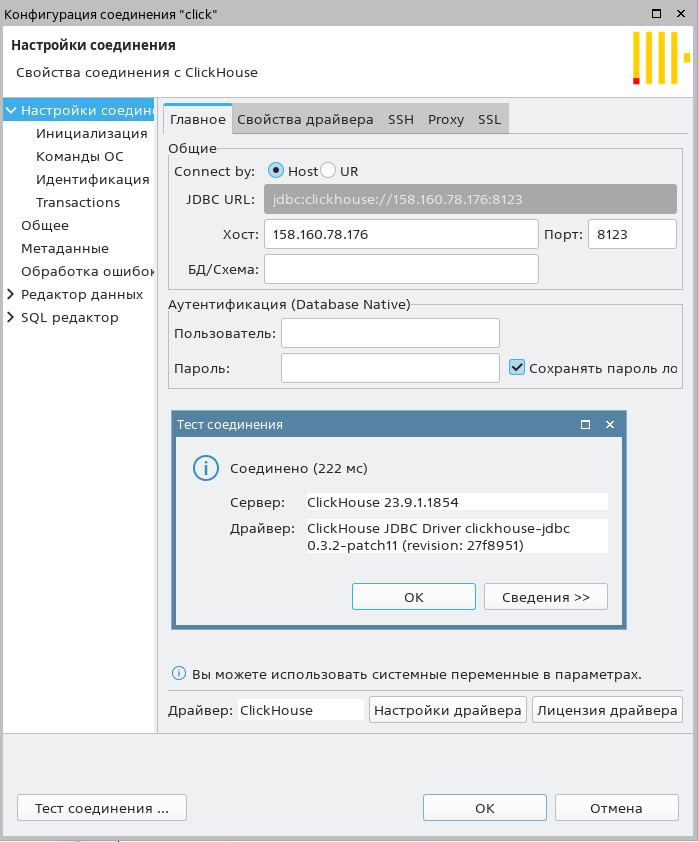 Конфигурация соединения "click"
Настройки соединения
Свойства соединения с ClickHouse
Настройки соедин
Инициализация
Команды ОС
Идентификация
Transactions
Общее
Метаданные
Обработка ошибок
Редактор данных
SQL редактор
Главное Свойства драйвера SSH Proxy SSL
Общие
Connect by: Host UR
JDBC URL: jdbc:clickhouse://158.160.78.176:8123
Хост: 158.160.78.176 Порт: 8123
БД/Схема:
Аутентификация (Database Native)
Пользователь:
Пароль: Сохранять пароль ло
Тест соединения
Соединено (222 мс)
Сервер: ClickHouse 23.9.1.1854
Драйвер: ClickHouse JDBC Driver clickhouse-jdbc
0.3.2-patch11 (revision: 27f8951)
OK Сведения >>
Вы можете использовать системные переменные в параметрах.
Драйвер: ClickHouse Настройки драйвера Лицензия драйвера
Тест соединения ... OK Отмена